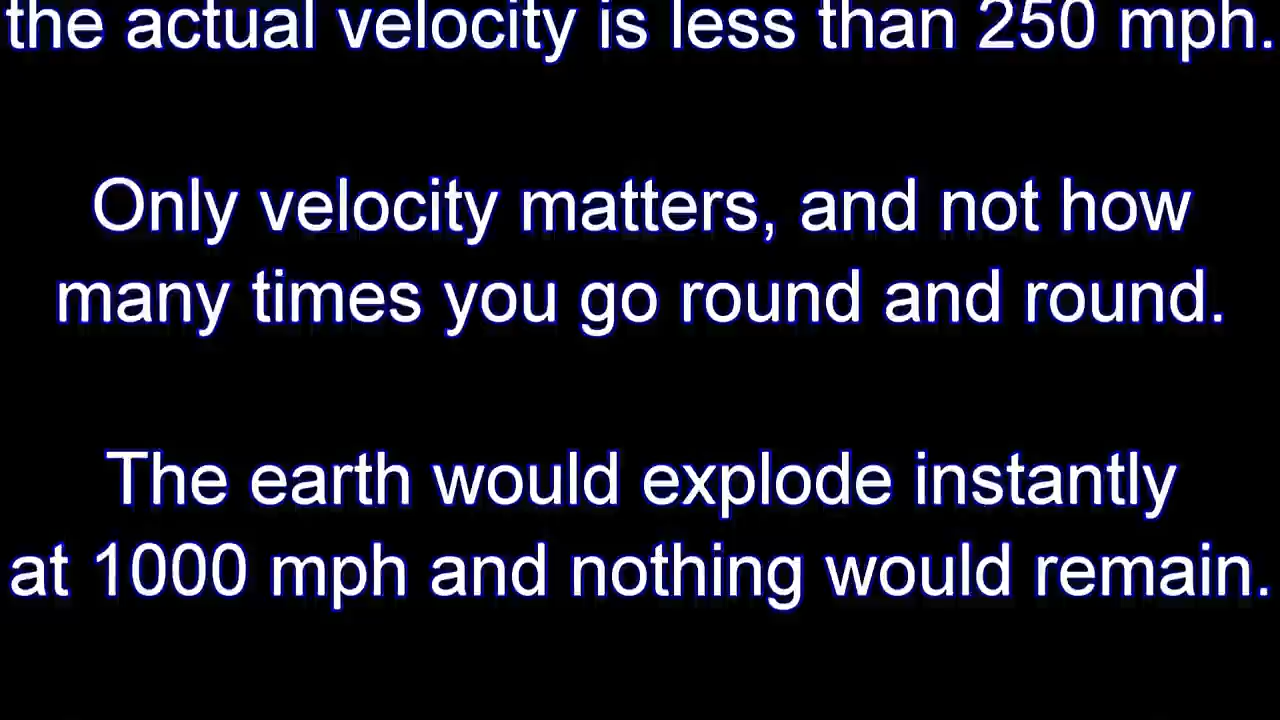 the actual velocity is less than 250 mph.
Only velocity matters, and not how
many times you go round and round.
The earth would explode instantly
at 1000 mph and nothing would remain.